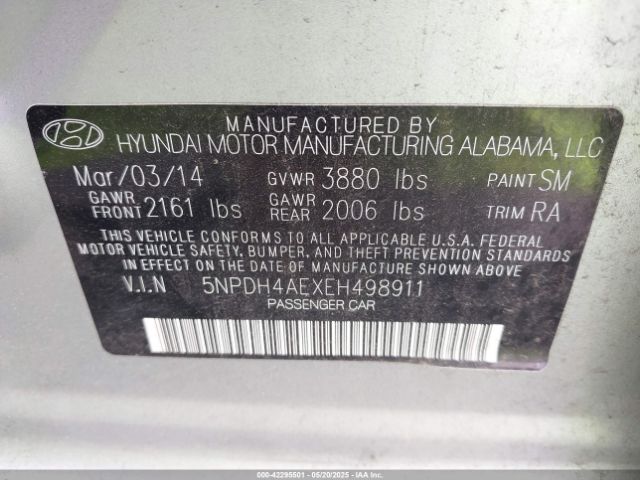 MANUFACTURED BY
HYUNDAI MOTOR MANUFACTURING ALABAMA, LLC
Mar/03/14 GVWR 3880 lbs PAINT SM
GAWR FRONT 2161 lbs GAWR REAR 2006 lbs TRIM RA
THIS VEHICLE CONFORMS TO ALL APPLICABLE U.S.A. FEDERAL
MOTOR VEHICLE SAFETY, BUMPER, AND THEFT PREVENTION STANDARDS
IN EFFECT ON THE DATE OF MANUFACTURE SHOWN ABOVE.
V.I.N 5NPDH4AEXEH498911
PASSENGER CAR
000-42295501 - 05/20/2025 - COPYRIGHT IAA, LLC.